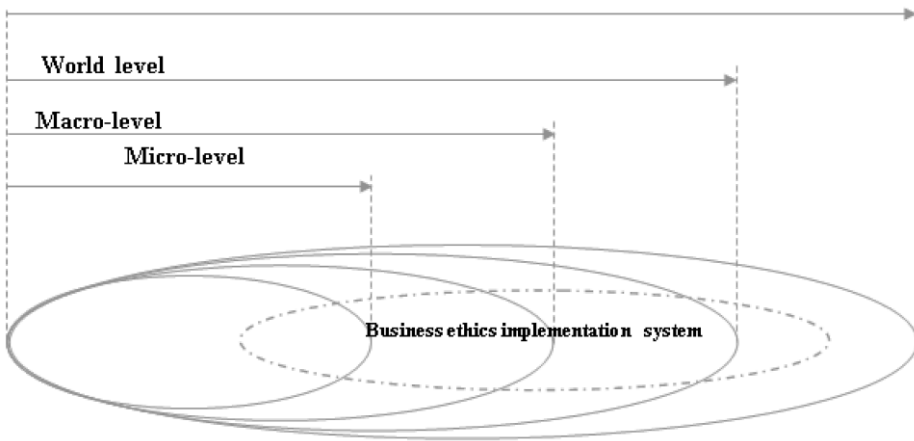 World level
Macro-level
Micro-level
Business ethics implementation system